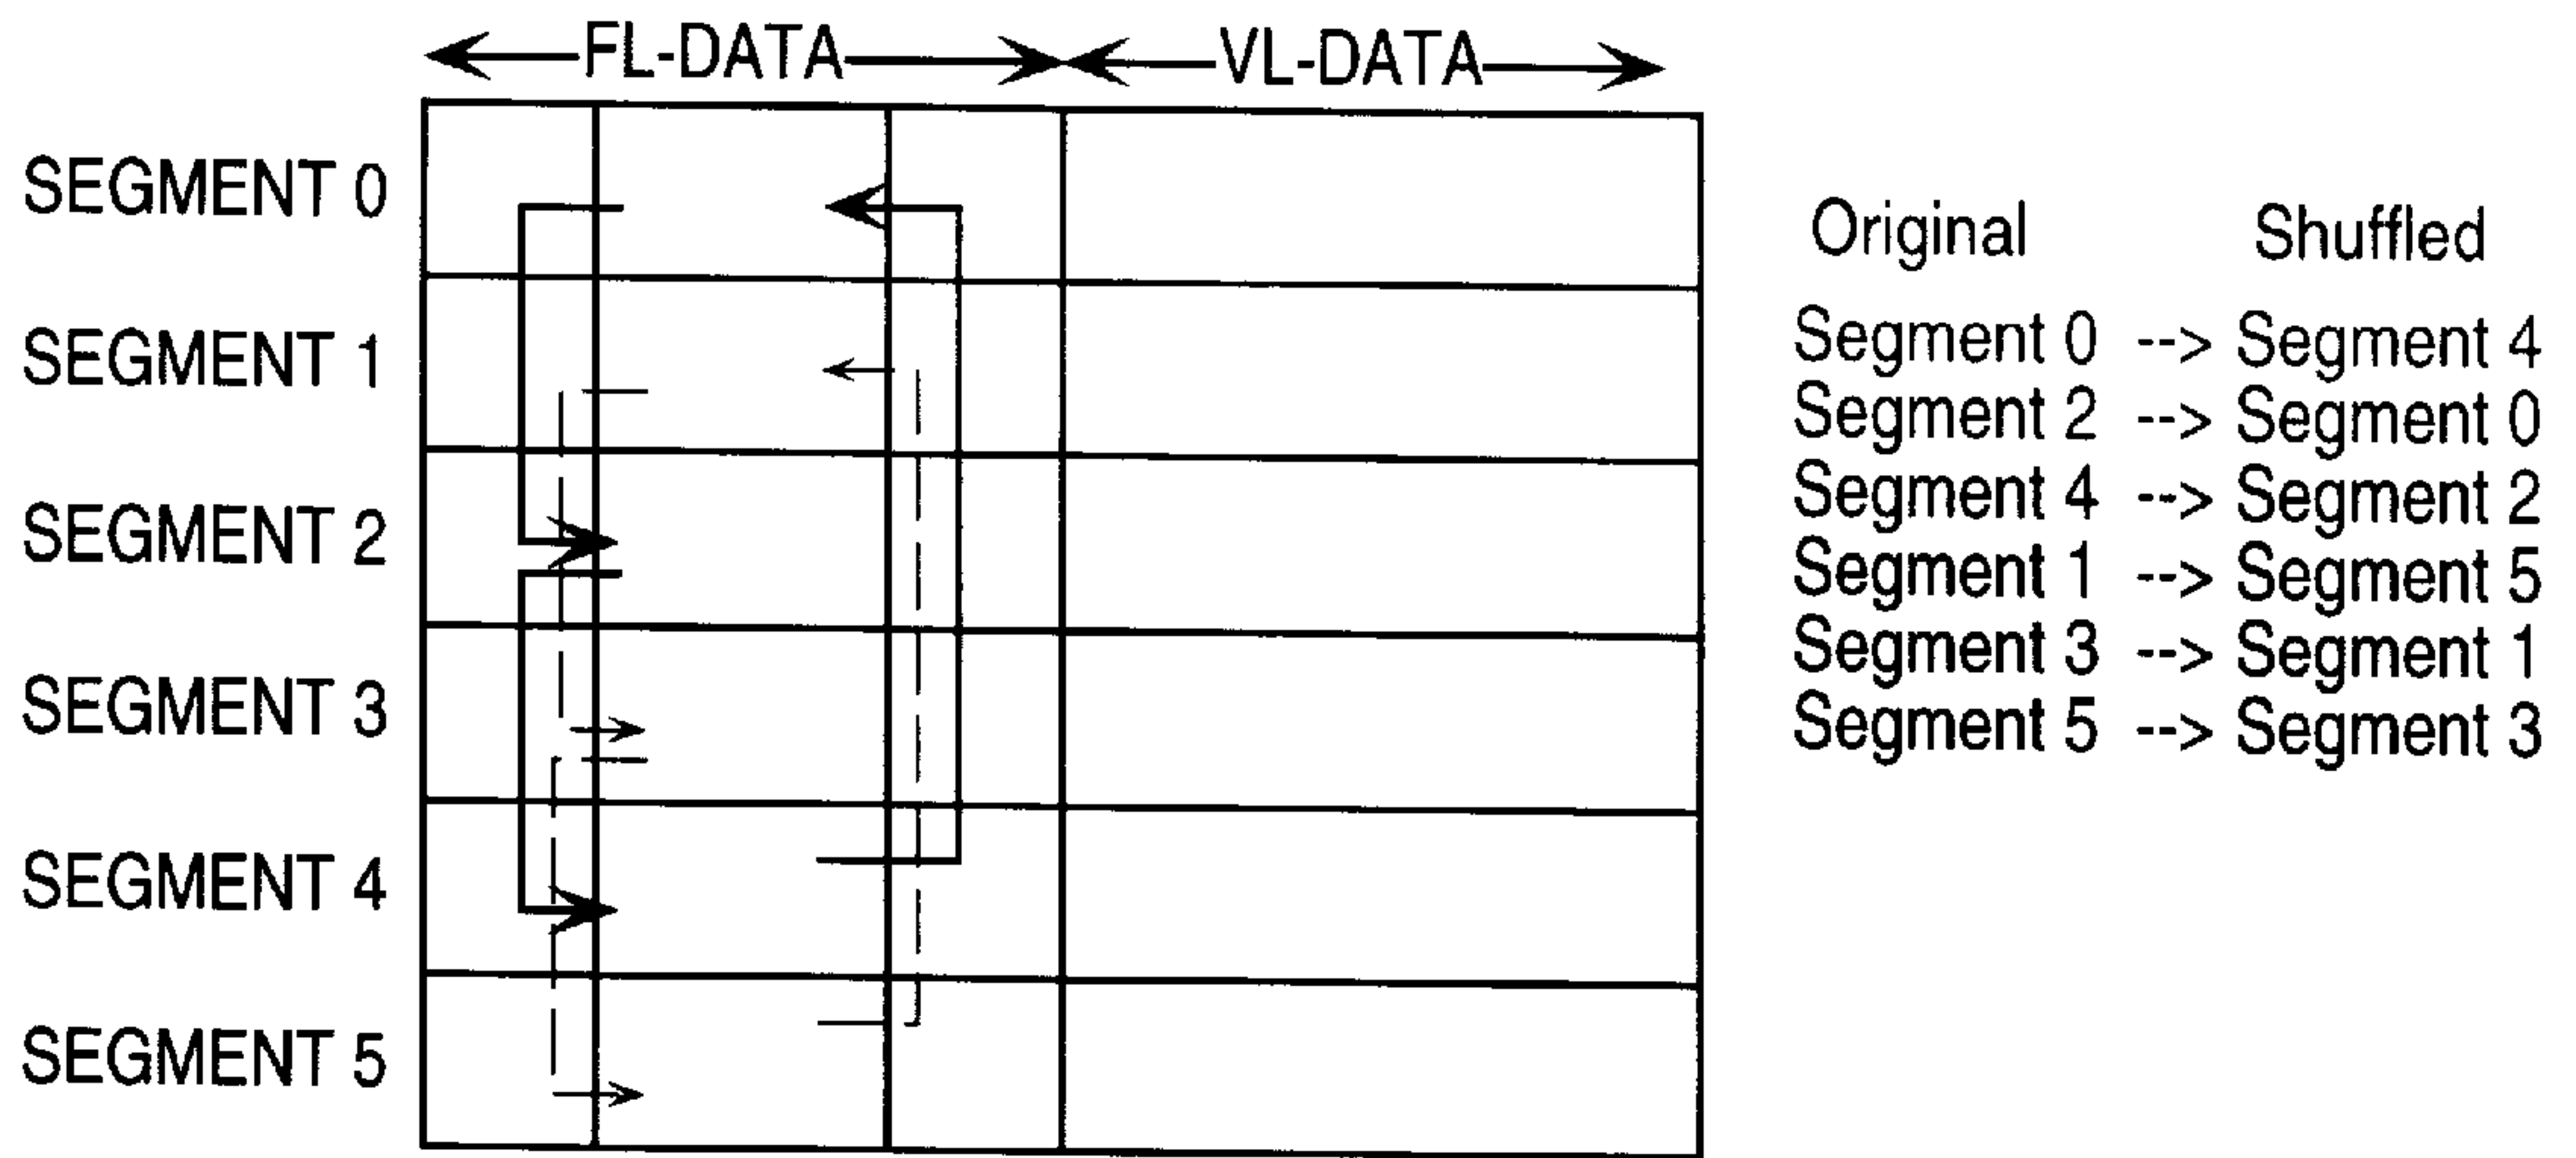 FL-DATA VL-DATA
SEGMENT 0
SEGMENT 1
SEGMENT 2
SEGMENT 3
SEGMENT 4
SEGMENT 5
Original Shuffled
Segment 0 --> Segment 4
Segment 2 --> Segment 0
Segment 4 --> Segment 2
Segment 1 --> Segment 5
Segment 3 --> Segment 1
Segment 5 --> Segment 3